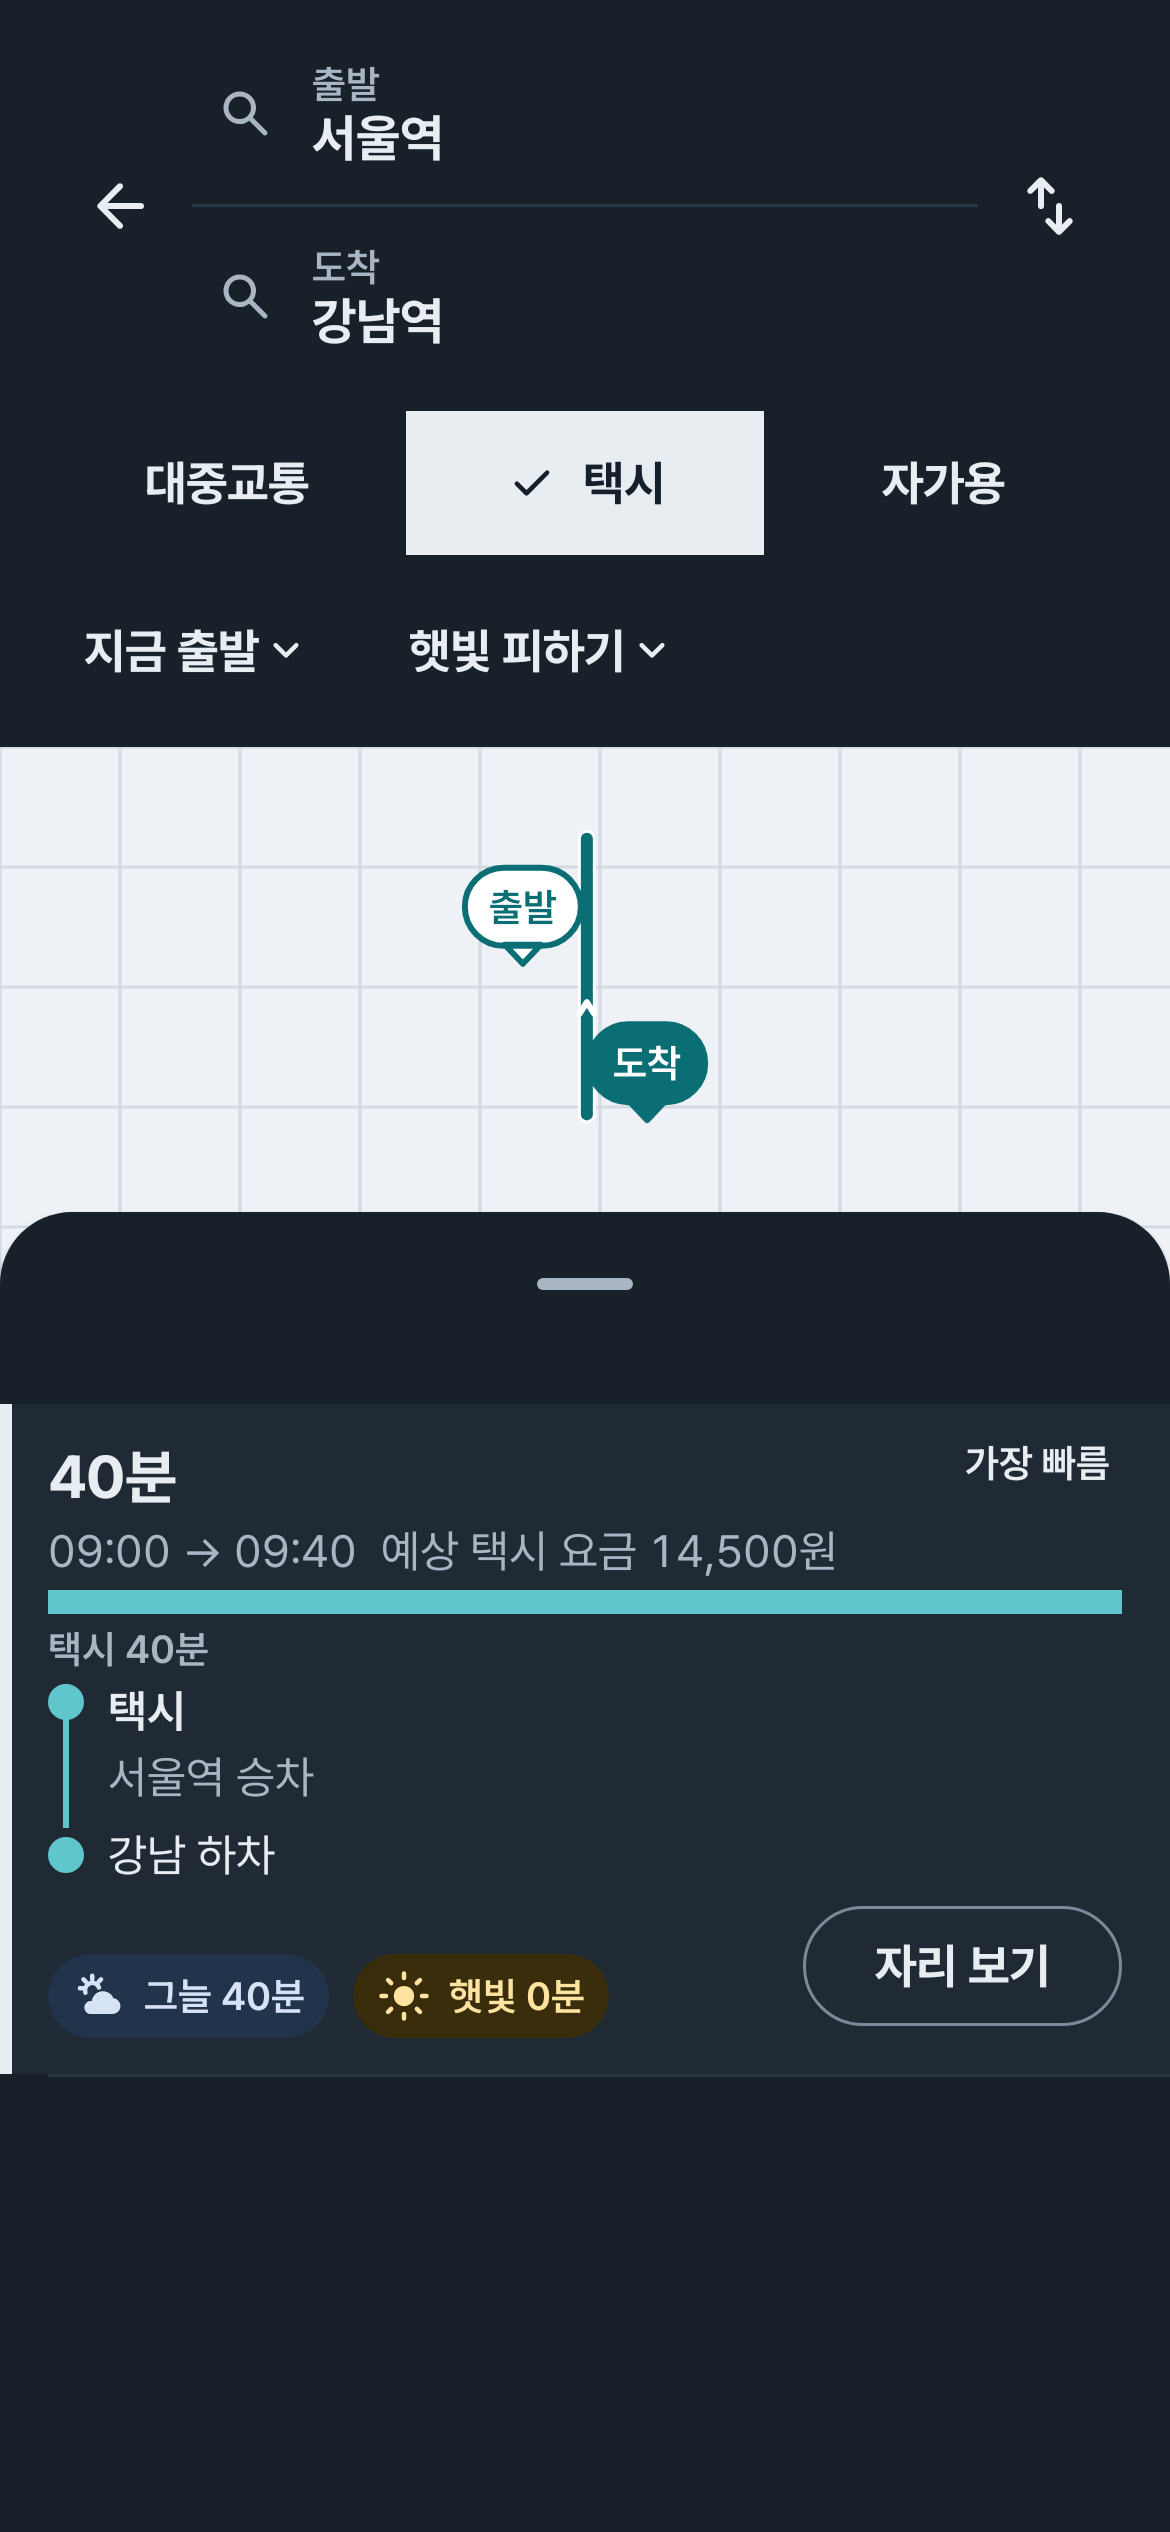 출발
서울역
도착
강남역
대중교통
택시
자가용
지금 출발
햇빛 피하기
출발
도착
40분
가장 빠름
09:00 → 09:40 예상 택시 요금 14,500원
택시 40분
택시
서울역 승차
강남 하차
그늘 40분
햇빛 0분
자리 보기